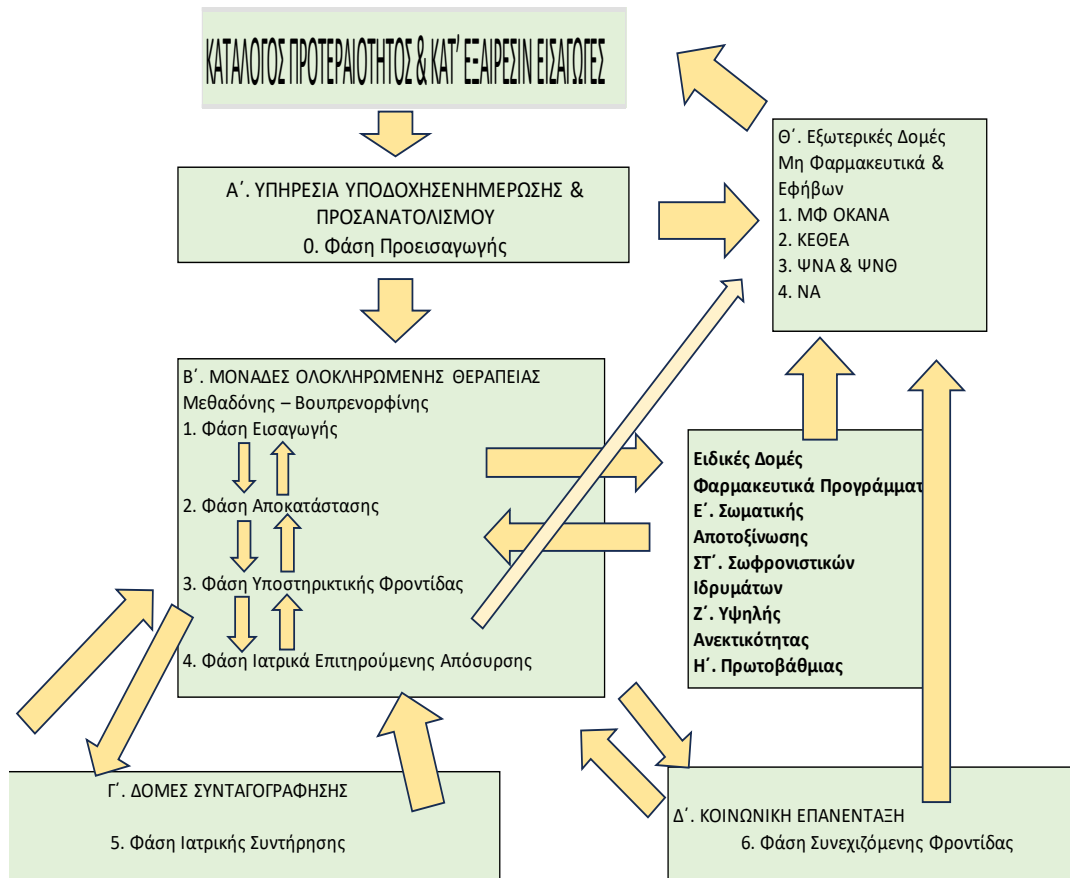 ΚΑΤΑΛΟΓΟΣ ΠΡΟΤΕΡΑΙΟΤΗΤΟΣ & ΚΑΤ΄ ΕΞΑΙΡΕΣΙΝ ΕΙΣΑΓΩΓΕΣ
Α΄. ΥΠΗΡΕΣΙΑ ΥΠΟΔΟΧΗΣΕΝΗΜΕΡΩΣΗΣ &
ΠΡΟΣΑΝΑΤΟΛΙΣΜΟΥ
0. Φάση Προεισαγωγής
Θ΄. Εξωτερικές Δομές
Μη Φαρμακευτικά &
Εφήβων
1. ΜΦ ΟΚΑΝΑ
2. ΚΕΘΕΑ
3. ΨΝΑ & ΨΝΘ
4. ΝΑ
Β΄. ΜΟΝΑΔΕΣ ΟΛΟΚΛΗΡΩΜΕΝΗΣ ΘΕΡΑΠΕΙΑΣ
Μεθαδόνης – Βουπρενορφίνης
1. Φάση Εισαγωγής
2. Φάση Αποκατάστασης
3. Φάση Υποστηρικτικής Φροντίδας
4. Φάση Ιατρικά Επιτηρούμενης Απόσυρσης
Ειδικές Δομές
Φαρμακευτικά Προγράμματ
Ε΄. Σωματικής
Αποτοξίνωσης
ΣΤ΄. Σωφρονιστικών
Ιδρυμάτων
Ζ΄. Υψηλής
Ανεκτικότητας
Η΄. Πρωτοβάθμιας
Γ΄. ΔΟΜΕΣ ΣΥΝΤΑΓΟΓΡΑΦΗΣΗΣ
5. Φάση Ιατρικής Συντήρησης
Δ΄. ΚΟΙΝΩΝΙΚΗ ΕΠΑΝΕΝΤΑΞΗ
6. Φάση Συνεχιζόμενης Φροντίδας